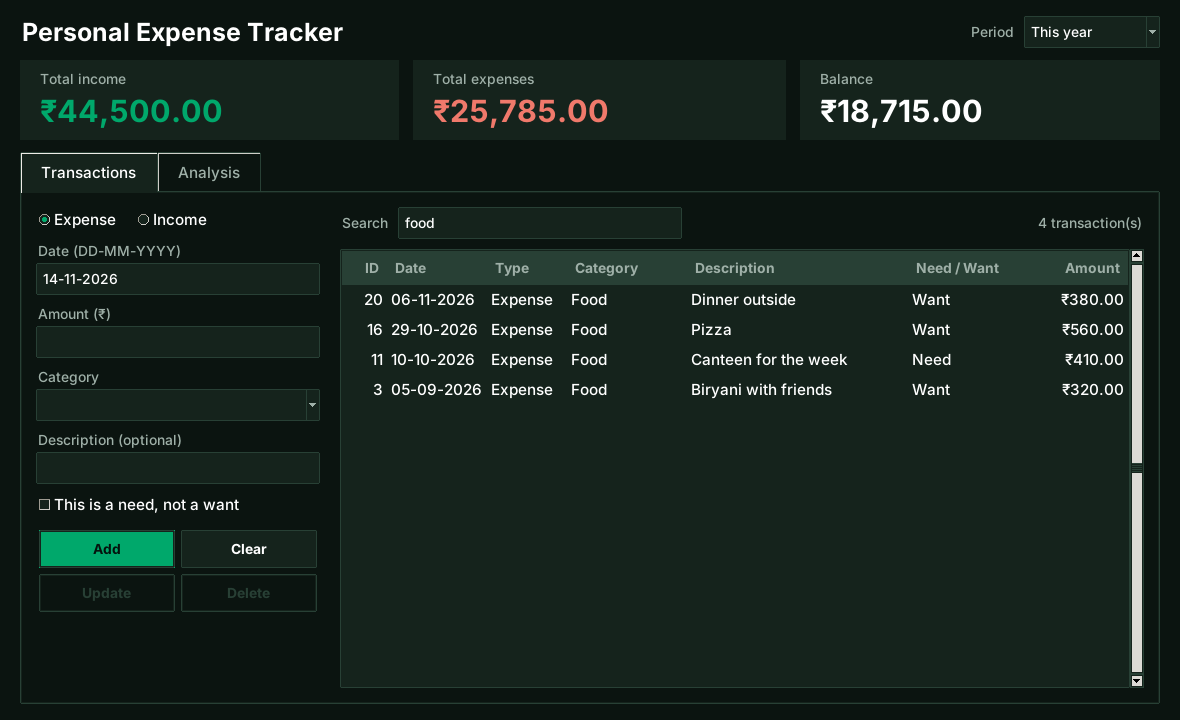 Personal Expense Tracker
Period This year
Total income
₹44,500.00
Total expenses
₹25,785.00
Balance
₹18,715.00
Transactions Analysis
Expense Income
Date (DD-MM-YYYY)
14-11-2026
Amount (₹)
Category
Description (optional)
This is a need, not a want
Add Clear
Update Delete
Search food 4 transaction(s)
ID Date Type Category Description Need / Want Amount
20 06-11-2026 Expense Food Dinner outside Want ₹380.00
16 29-10-2026 Expense Food Pizza Want ₹560.00
11 10-10-2026 Expense Food Canteen for the week Need ₹410.00
3 05-09-2026 Expense Food Biryani with friends Want ₹320.00